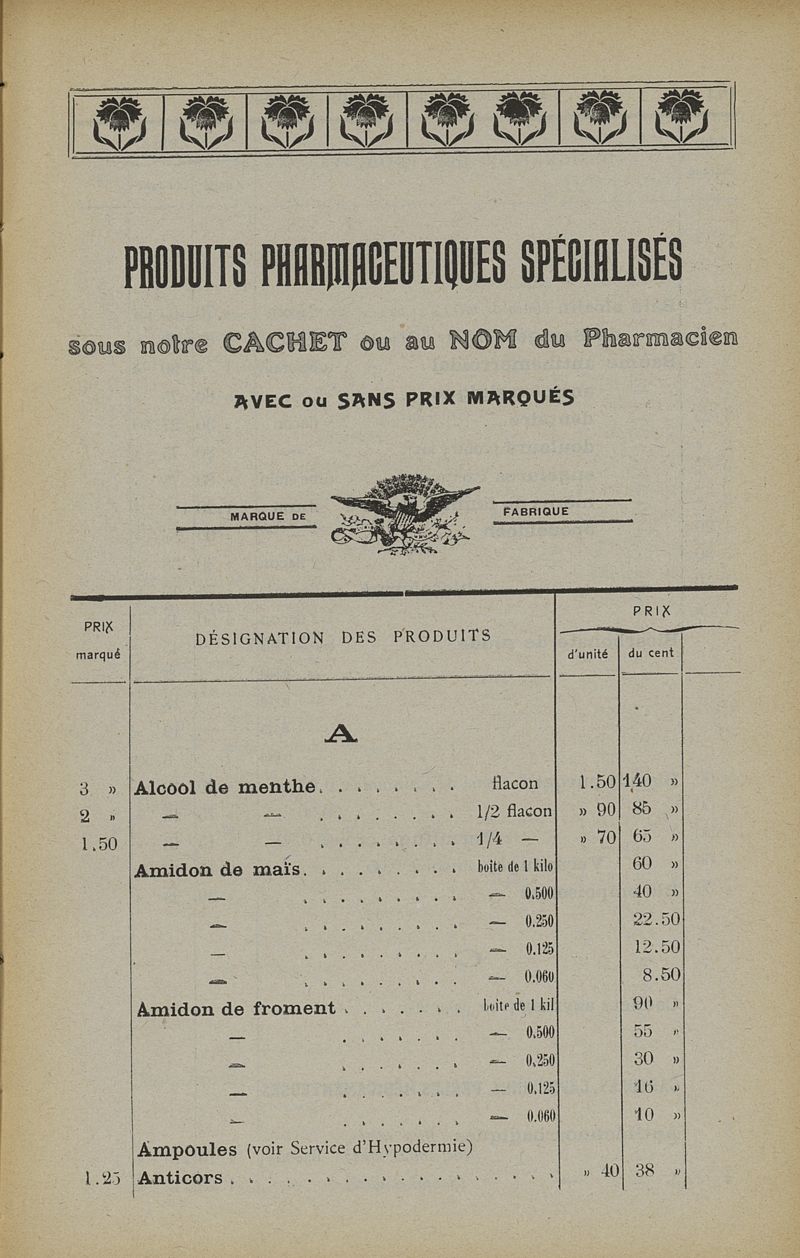 PRODUITS PHARMACEUTIQUES SPÉCIALISÉS
sous notre CACHET ou au NOM du Pharmacien
AVEC ou SANS PRIX MARQUÉS
MARQUE DE FABRIQUE
PRIX marqué DÉSIGNATION DES PRODUITS PRIX
d'unité du cent
A
3 » Alcool de menthe. . . . . . . . flacon 1.50 140 »
2 » — — . . . . . . . . 1/2 flacon » 90 85 »
1.50 — — . . . . . . . . 1/4 — » 70 65 »
Amidon de maïs. . . . . . . . . boîte de 1 kilo 60 »
— . . . . . . . . . — 0.500 40 »
— . . . . . . . . . — 0.250 22.50
— . . . . . . . . . — 0.125 12.50
— . . . . . . . . . — 0.060 8.50
Amidon de froment . . . . . . . boîte de 1 kil 90 »
— . . . . . . . — 0,500 55 »
— . . . . . . . — 0,250 30 »
— . . . . . . . — 0,125 16 »
— . . . . . . . — 0.060 10 »
Ampoules (voir Service d'Hypodermie)
1.25 Anticors . . . . . . . . . . . . . . . . . . » 40 38 »